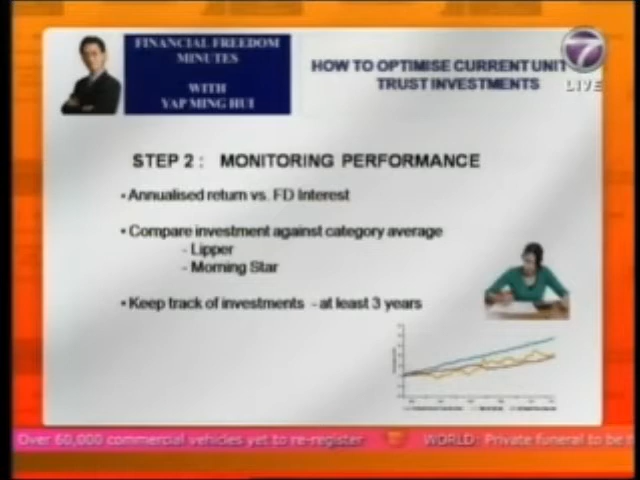 FINANCIAL FREEDOM
MINUTES
WITH
YAP MING HUI
HOW TO OPTIMISE CURRENT UNIT
TRUST INVESTMENTS
7
LIVE
STEP 2 : MONITORING PERFORMANCE
• Annualised return vs. FD Interest
• Compare investment against category average
- Lipper
- Morning Star
• Keep track of investments - at least 3 years
Over 60,000 commercial vehicles yet to re-register
WORLD: Private funeral to be